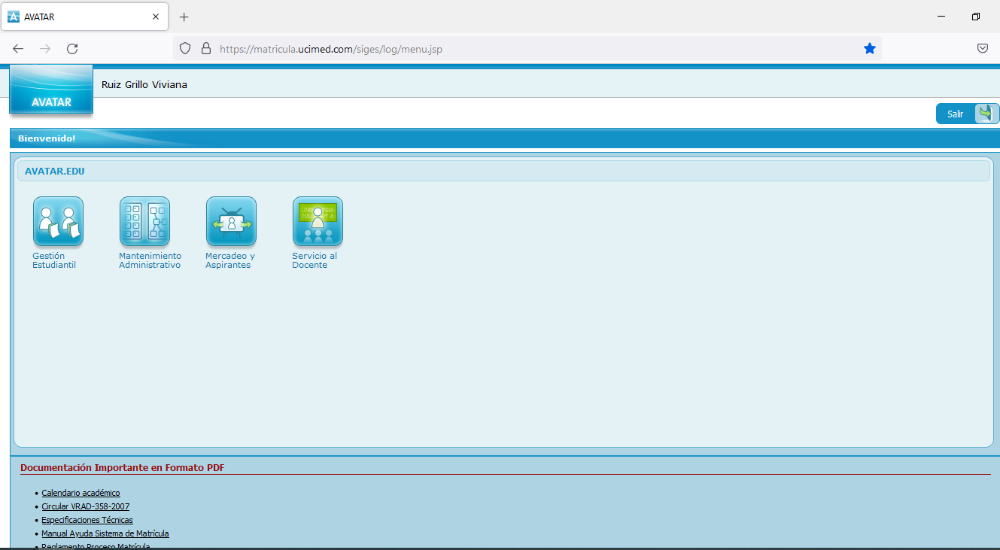 AVATAR
https://matricula.ucimed.com/siges/log/menu.jsp
AVATAR
Ruiz Grillo Viviana
Salir
Bienvenido!
AVATAR.EDU
Gestión
Estudiantil
Mantenimiento
Administrativo
Mercadeo y
Aspirantes
Servicio al
Docente
Documentación Importante en Formato PDF
• Calendario académico
• Circular VRAD-358-2007
• Especificaciones Técnicas
• Manual Ayuda Sistema de Matrícula
• Reglamento Proceso Matrícula